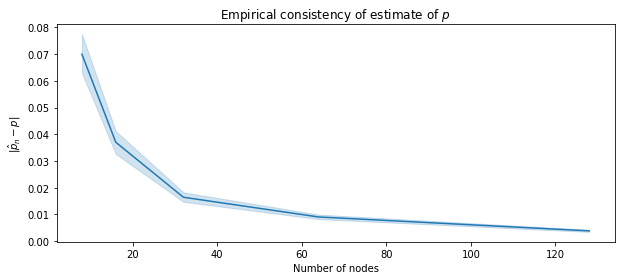 Empirical consistency of estimate of p
0.08
0.07
0.06
0.05
0.04
0.03
0.02
0.01
0.00
|p̂ₙ − p|
20 40 60 80 100 120
Number of nodes